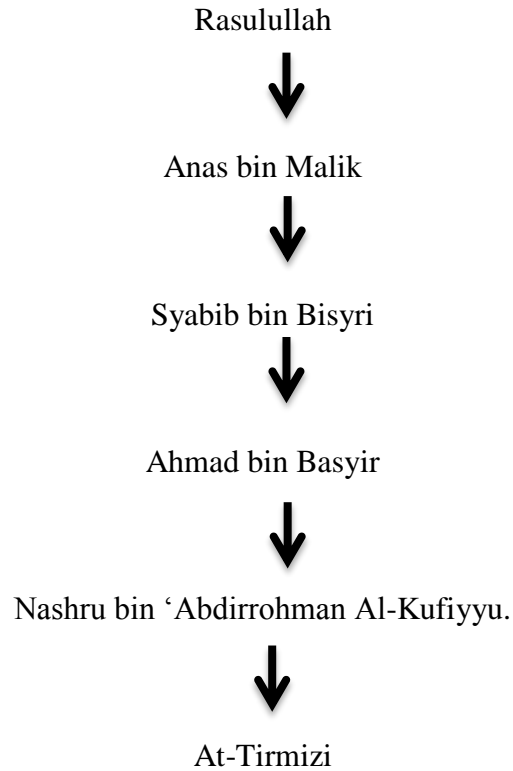 Rasulullah
Anas bin Malik
Syabib bin Bisyri
Ahmad bin Basyir
Nashru bin ‘Abdirrohman Al-Kufiyyu.
At-Tirmizi